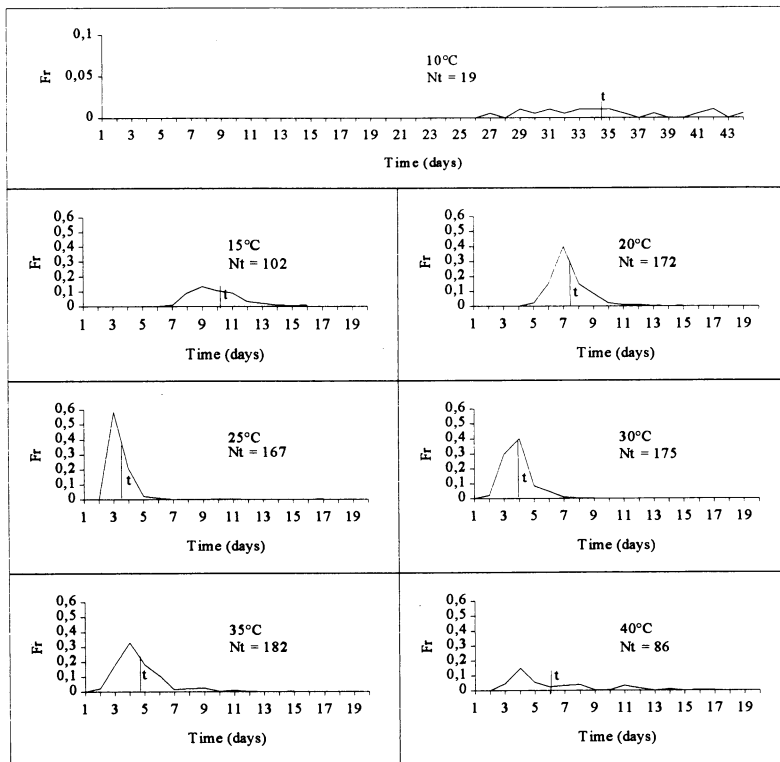 0,1
0,05
0
Fr
10°C
Nt = 19
t
1 3 5 7 9 11 13 15 17 19 21 23 25 27 29 31 33 35 37 39 41 43
Time (days)
0,6
0,5
0,4
0,3
0,2
0,1
0
Fr
15°C
Nt = 102
t
1 3 5 7 9 11 13 15 17 19
Time (days)
0,6
0,5
0,4
0,3
0,2
0,1
0
Fr
20°C
Nt = 172
t
1 3 5 7 9 11 13 15 17 19
Time (days)
0,6
0,5
0,4
0,3
0,2
0,1
0
Fr
25°C
Nt = 167
t
1 3 5 7 9 11 13 15 17 19
Time (days)
0,6
0,5
0,4
0,3
0,2
0,1
0
Fr
30°C
Nt = 175
t
1 3 5 7 9 11 13 15 17 19
Time (days)
0,6
0,5
0,4
0,3
0,2
0,1
0
Fr
35°C
Nt = 182
t
1 3 5 7 9 11 13 15 17 19
Time (days)
0,6
0,5
0,4
0,3
0,2
0,1
0
Fr
40°C
Nt = 86
t
1 3 5 7 9 11 13 15 17 19
Time (days)